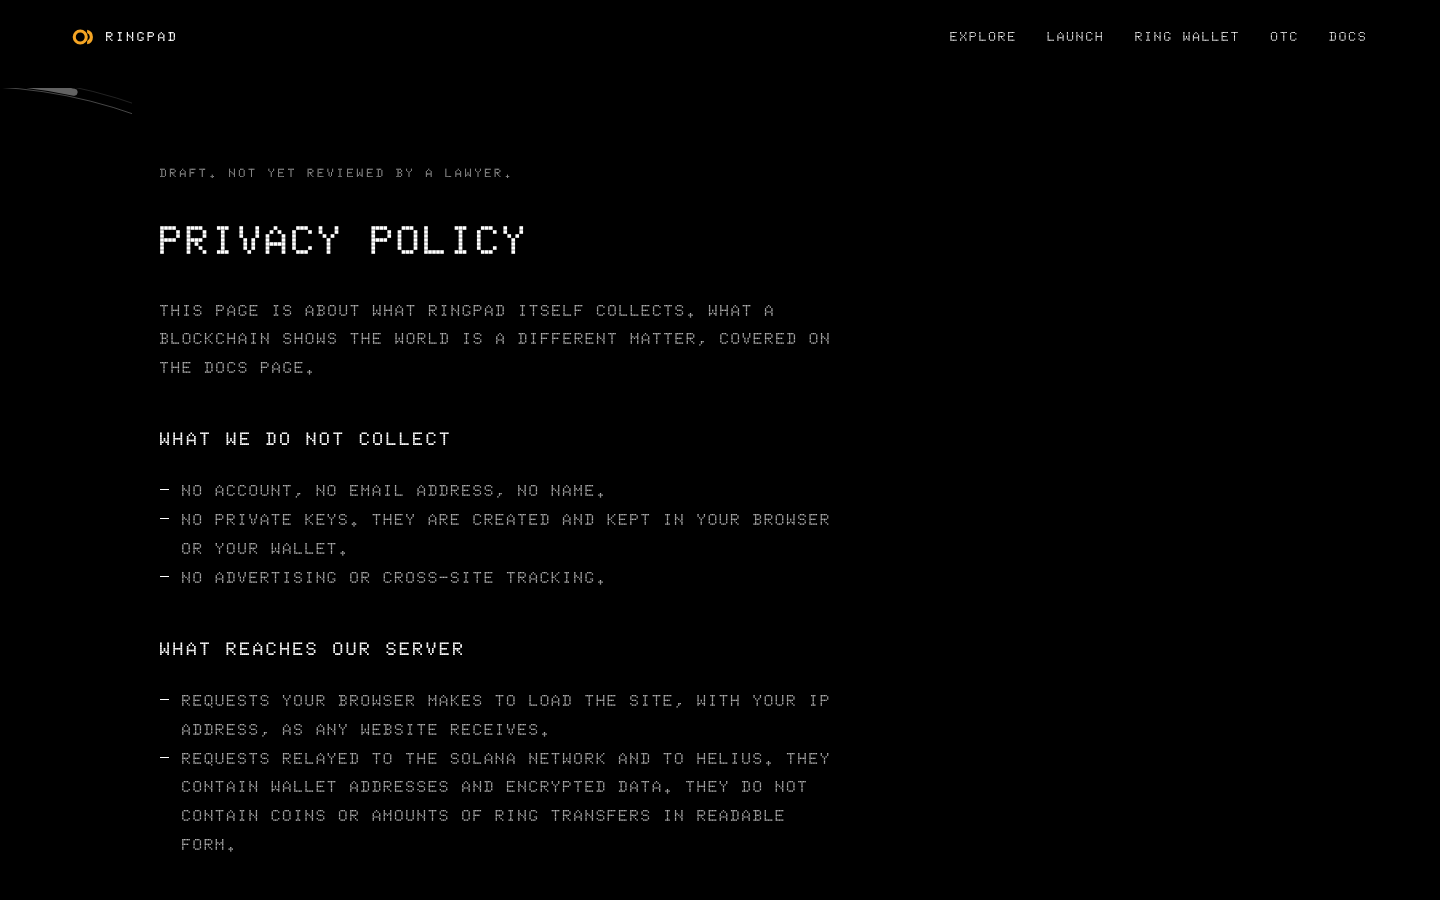 RINGPAD
EXPLORE LAUNCH RING WALLET OTC DOCS
DRAFT. NOT YET REVIEWED BY A LAWYER.
PRIVACY POLICY
THIS PAGE IS ABOUT WHAT RINGPAD ITSELF COLLECTS. WHAT A
BLOCKCHAIN SHOWS THE WORLD IS A DIFFERENT MATTER, COVERED ON
THE DOCS PAGE.
WHAT WE DO NOT COLLECT
– NO ACCOUNT, NO EMAIL ADDRESS, NO NAME.
– NO PRIVATE KEYS. THEY ARE CREATED AND KEPT IN YOUR BROWSER
OR YOUR WALLET.
– NO ADVERTISING OR CROSS-SITE TRACKING.
WHAT REACHES OUR SERVER
– REQUESTS YOUR BROWSER MAKES TO LOAD THE SITE, WITH YOUR IP
ADDRESS, AS ANY WEBSITE RECEIVES.
– REQUESTS RELAYED TO THE SOLANA NETWORK AND TO HELIUS. THEY
CONTAIN WALLET ADDRESSES AND ENCRYPTED DATA. THEY DO NOT
CONTAIN COINS OR AMOUNTS OF RING TRANSFERS IN READABLE
FORM.